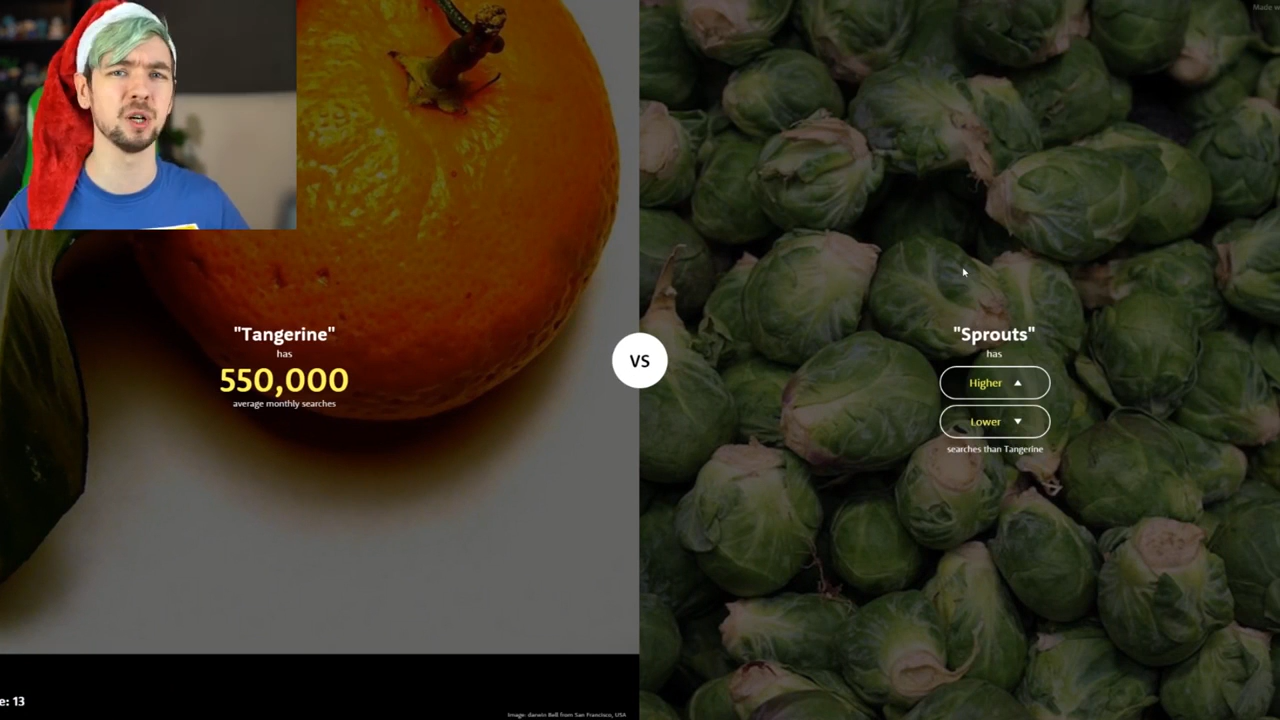 Made w
"Tangerine"
has
550,000
average monthly searches
VS
"Sprouts"
has
Higher
Lower
searches than Tangerine
e: 13
Image: darwin Bell from San Francisco, USA